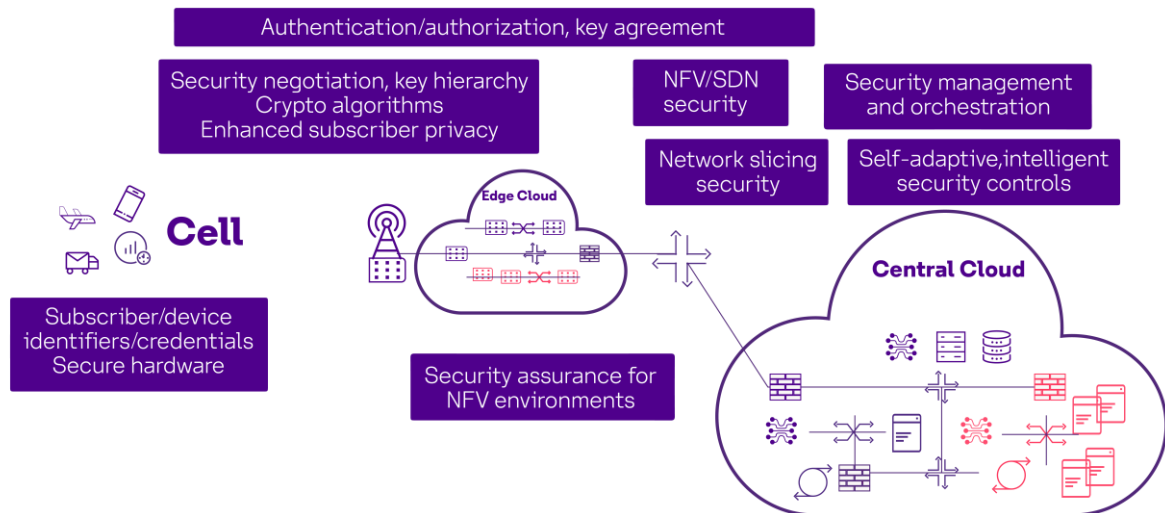 Authentication/authorization, key agreement
Security negotiation, key hierarchy
Crypto algorithms
Enhanced subscriber privacy
NFV/SDN
security
Security management
and orchestration
Network slicing
security
Self-adaptive,intelligent
security controls
Edge Cloud
Cell
Central Cloud
Subscriber/device
identifiers/credentials
Secure hardware
Security assurance for
NFV environments